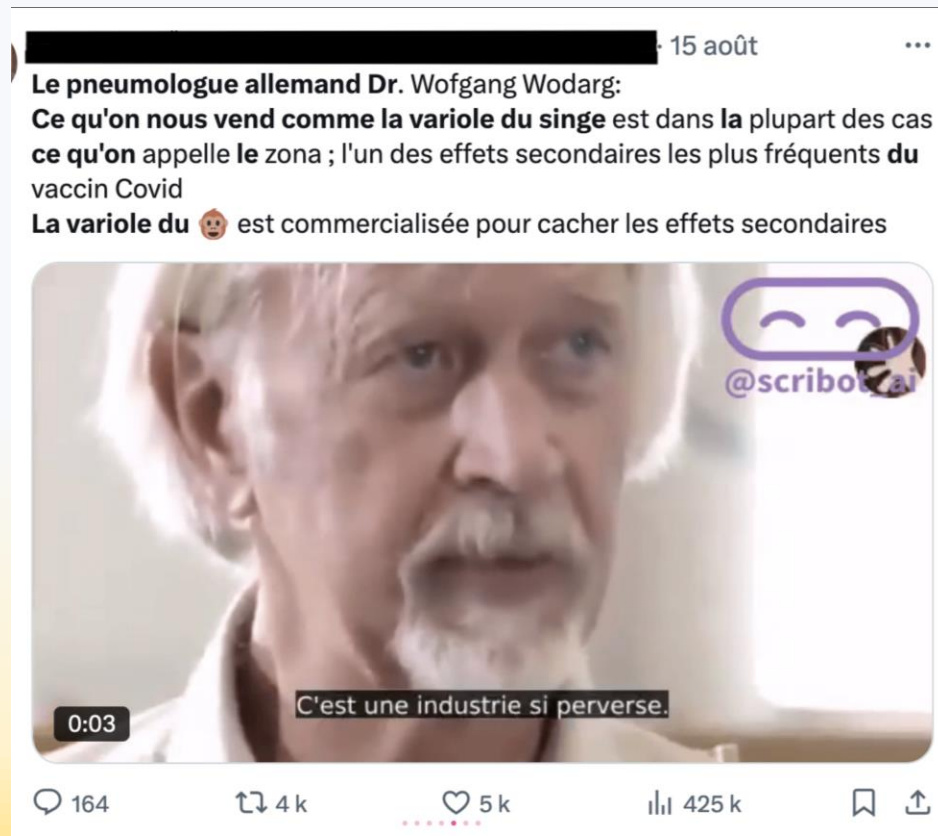 · 15 août
Le pneumologue allemand Dr. Wofgang Wodarg:
Ce qu'on nous vend comme la variole du singe est dans la plupart des cas
ce qu'on appelle le zona ; l'un des effets secondaires les plus fréquents du
vaccin Covid
La variole du 🐵 est commercialisée pour cacher les effets secondaires
@scribot_ai
C'est une industrie si perverse.
0:03
164 4 k 5 k 425 k